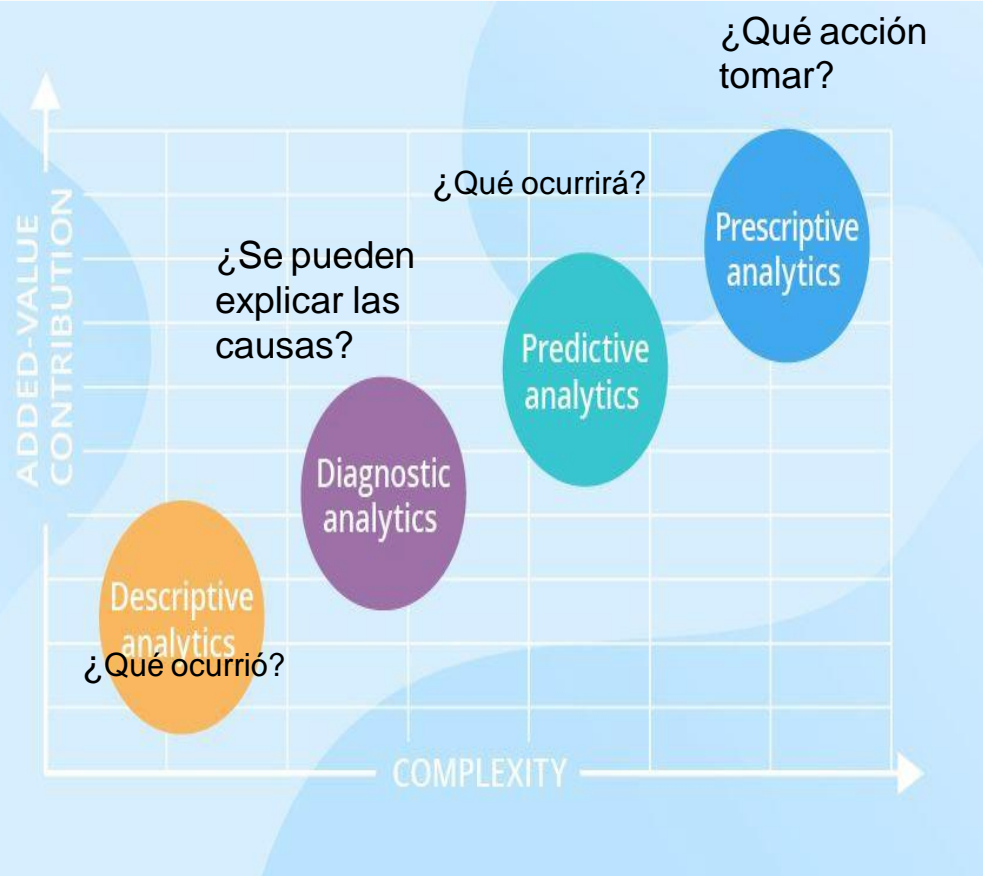 ¿Qué acción
tomar?
¿Qué ocurrirá?
Prescriptive
analytics
¿Se pueden
explicar las
causas?
Predictive
analytics
ADDED-VALUE
CONTRIBUTION
Diagnostic
analytics
Descriptive
analytics
¿Qué ocurrió?
COMPLEXITY